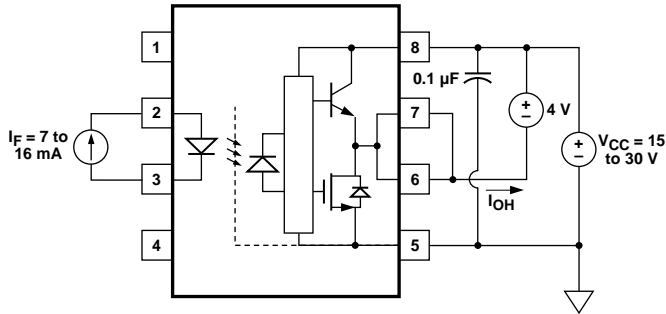 1
8
0.1 µF
+
–
4 V
2
7
I_F = 7 to
16 mA
+
–
V_CC = 15
to 30 V
3
6
I_OH
4
5